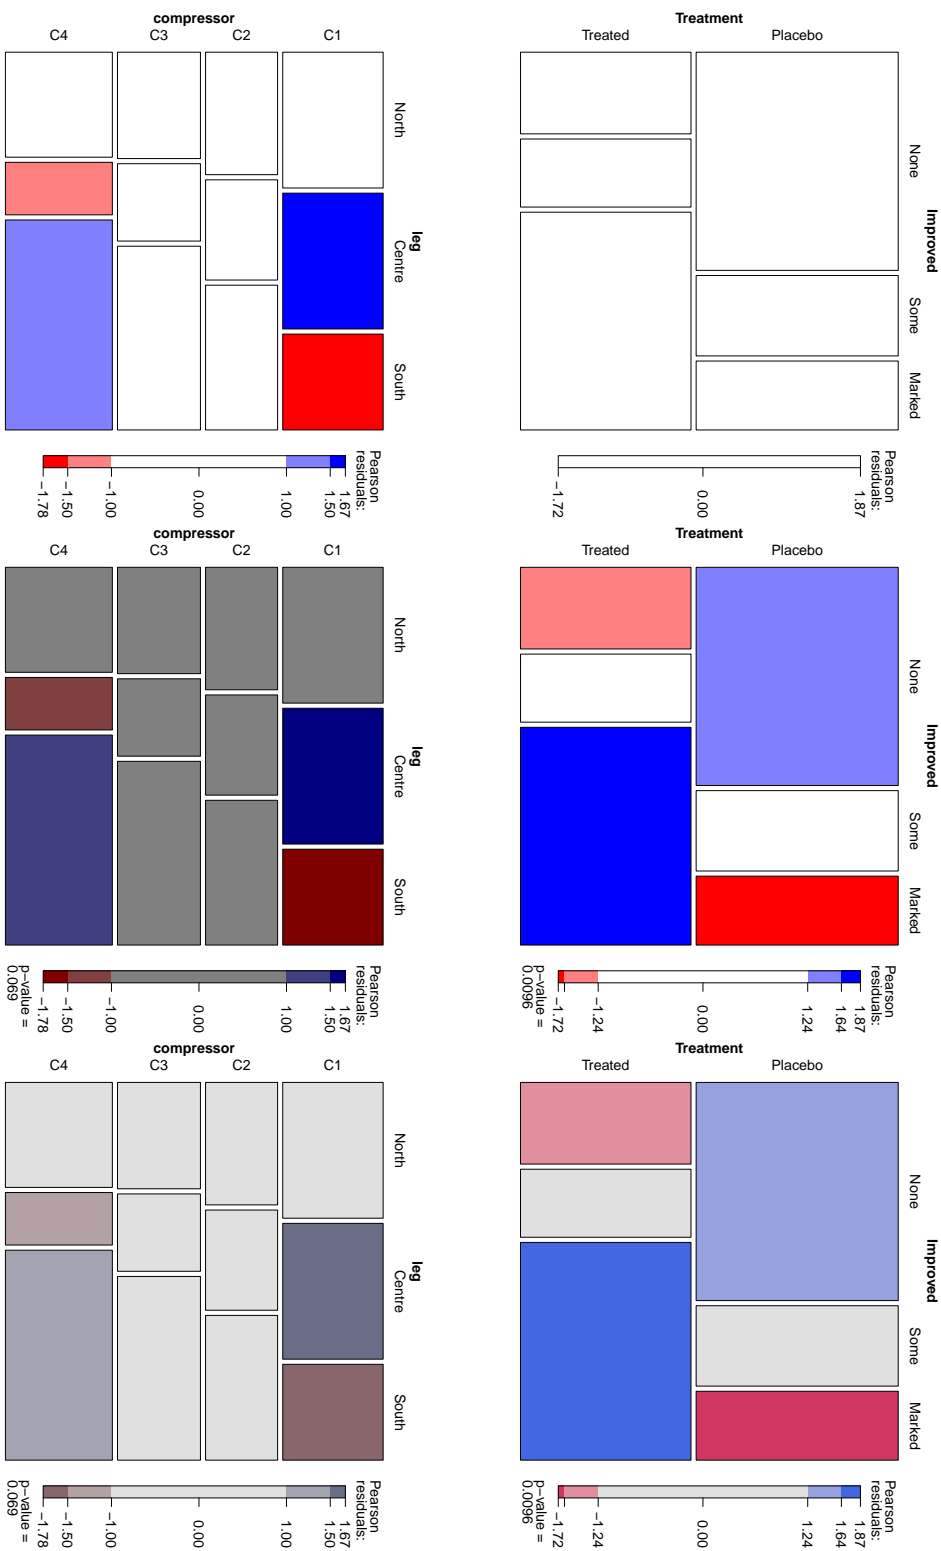 Improved
None Some Marked
Treatment
Placebo
Treated
Pearson
residuals:
1.87
0.00
−1.72
Improved
None Some Marked
Treatment
Placebo
Treated
Pearson
residuals:
1.87
1.64
1.24
0.00
−1.24
−1.72
p−value =
0.0096
Improved
None Some Marked
Treatment
Placebo
Treated
Pearson
residuals:
1.87
1.64
1.24
0.00
−1.24
−1.72
p−value =
0.0096
leg
North Centre South
compressor
C1
C2
C3
C4
Pearson
residuals:
1.67
1.50
1.00
0.00
−1.00
−1.50
−1.78
leg
North Centre South
compressor
C1
C2
C3
C4
Pearson
residuals:
1.67
1.50
1.00
0.00
−1.00
−1.50
−1.78
p−value =
0.069
leg
North Centre South
compressor
C1
C2
C3
C4
Pearson
residuals:
1.67
1.50
1.00
0.00
−1.00
−1.50
−1.78
p−value =
0.069